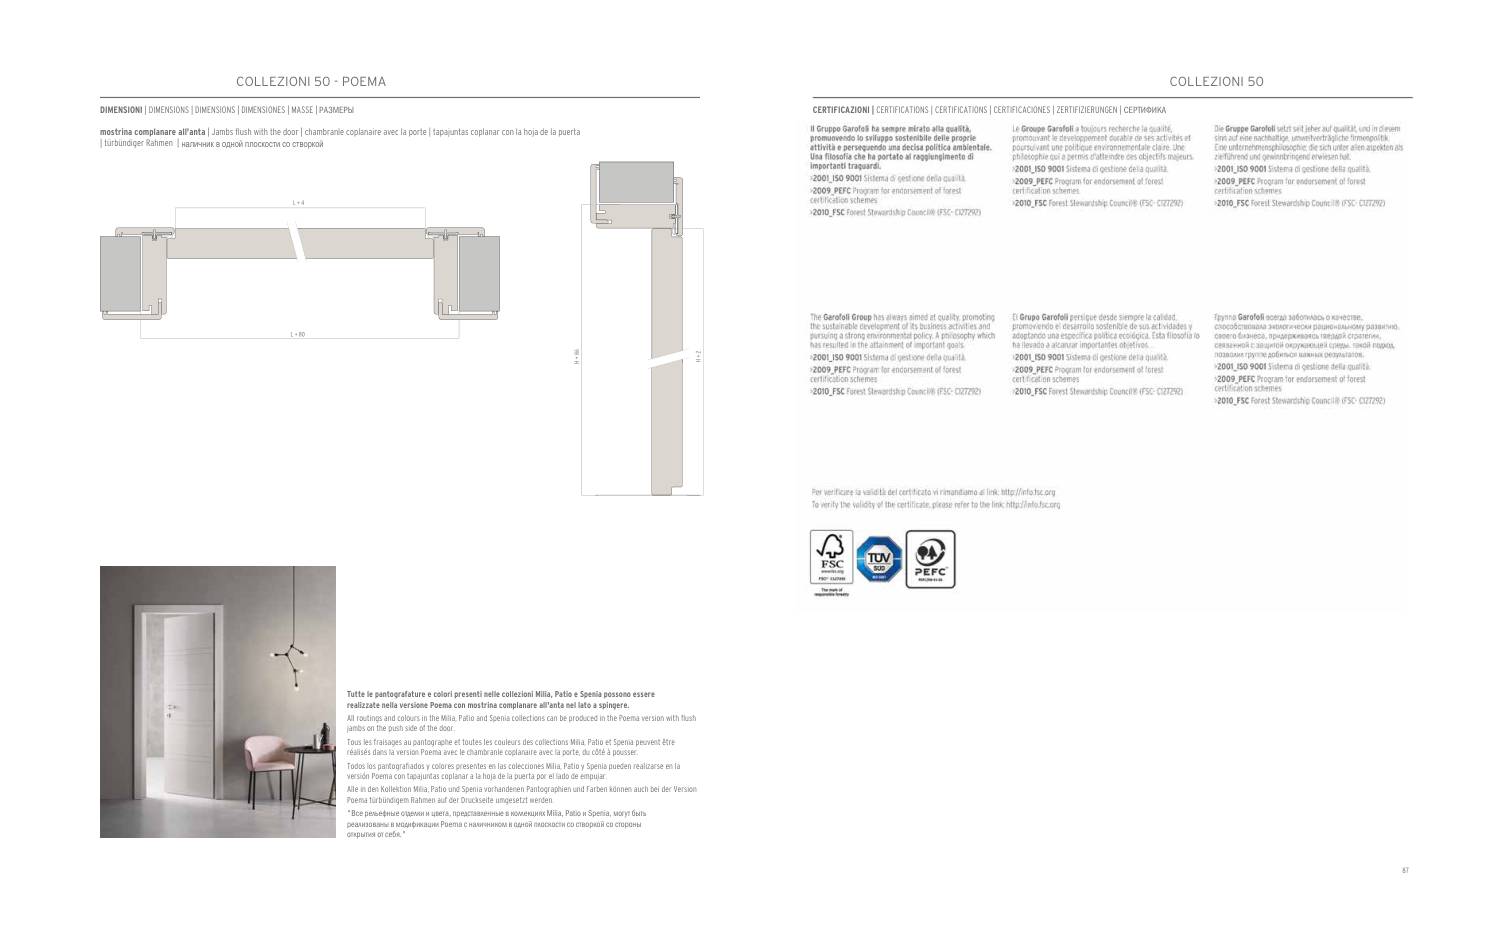 COLLEZIONI 50 - POEMA
DIMENSIONI | DIMENSIONS | DIMENSIONS | DIMENSIONES | MASSE | РАЗМЕРЫ
mostrina complanare all'anta | Jambs flush with the door | chambranle coplanaire avec la porte | tapajuntas coplanar con la hoja de la puerta
| türbündiger Rahmen | наличник в одной плоскости со створкой
L + 4
L + 80
H + 86
H + 2
Tutte le pantografature e colori presenti nelle collezioni Milia, Patio e Spenia possono essere
realizzate nella versione Poema con mostrina complanare all'anta nel lato a spingere.
All routings and colours in the Milia, Patio and Spenia collections can be produced in the Poema version with flush
jambs on the push side of the door.
Tous les fraisages au pantographe et toutes les couleurs des collections Milia, Patio et Spenia peuvent être
réalisés dans la version Poema avec le chambranle coplanaire avec la porte, du côté à pousser.
Todos los pantografiados y colores presentes en las colecciones Milia, Patio y Spenia pueden realizarse en la
versión Poema con tapajuntas coplanar a la hoja de la puerta por el lado de empujar.
Alle in den Kollektion Milia, Patio und Spenia vorhandenen Pantographien und Farben können auch bei der Version
Poema türbündigem Rahmen auf der Druckseite umgesetzt werden.
"Все рельефные отделки и цвета, представленные в коллекциях Milia, Patio и Spenia, могут быть
реализованы в модификации Poema с наличником в одной плоскости со створкой со стороны
открытия от себя."
COLLEZIONI 50
CERTIFICAZIONI | CERTIFICATIONS | CERTIFICATIONS | CERTIFICACIONES | ZERTIFIZIERUNGEN | СЕРТИФИКА
Il Gruppo Garofoli ha sempre mirato alla qualità,
promuovendo lo sviluppo sostenibile delle proprie
attività e perseguendo una decisa politica ambientale.
Una filosofia che ha portato al raggiungimento di
importanti traguardi.
>2001_ISO 9001 Sistema di gestione della qualità.
>2009_PEFC Program for endorsement of forest
certification schemes
>2010_FSC Forest Stewardship Council® (FSC- C127292)
Le Groupe Garofoli a toujours recherche la qualité,
promouvant le developpement durable de ses activités et
poursuivant une politique environnementale claire. Une
philosophie qui a permis d'atteindre des objectifs majeurs.
>2001_ISO 9001 Sistema di gestione della qualità.
>2009_PEFC Program for endorsement of forest
certification schemes
>2010_FSC Forest Stewardship Council® (FSC- C127292)
Die Gruppe Garofoli setzt seit jeher auf qualität, und in diesem
sinn auf eine nachhaltige, umweltverträgliche firmenpolitik.
Eine unternehmensphilosophie, die sich unter allen aspekten als
zielführend und gewinnbringend erwiesen hat.
>2001_ISO 9001 Sistema di gestione della qualità.
>2009_PEFC Program for endorsement of forest
certification schemes
>2010_FSC Forest Stewardship Council® (FSC- C127292)
The Garofoli Group has always aimed at quality, promoting
the sustainable development of its business activities and
pursuing a strong environmental policy. A philosophy which
has resulted in the attainment of important goals.
>2001_ISO 9001 Sistema di gestione della qualità.
>2009_PEFC Program for endorsement of forest
certification schemes
>2010_FSC Forest Stewardship Council® (FSC- C127292)
El Grupo Garofoli persigue desde siempre la calidad,
promoviendo el desarrollo sostenible de sus actividades y
adoptando una específica política ecológica. Esta filosofía lo
ha llevado a alcanzar importantes objetivos.
>2001_ISO 9001 Sistema di gestione della qualità.
>2009_PEFC Program for endorsement of forest
certification schemes
>2010_FSC Forest Stewardship Council® (FSC- C127292)
Группа Garofoli всегда заботилась о качестве,
способствовала экологически рациональному развитию,
своего бизнеса, придерживаясь твердой стратегии,
связанной с защитой окружающей среды. такой подход,
позволил группе добиться важных результатов.
>2001_ISO 9001 Sistema di gestione della qualità.
>2009_PEFC Program for endorsement of forest
certification schemes
>2010_FSC Forest Stewardship Council® (FSC- C127292)
Per verificare la validità del certificato vi rimandiamo al link: http://info.fsc.org
To verify the validity of the certificate, please refer to the link: http://info.fsc.org
FSC
www.fsc.org
FSC® C127292
The mark of
responsible forestry
TÜV
SÜD
ISO 9001
PEFC
87